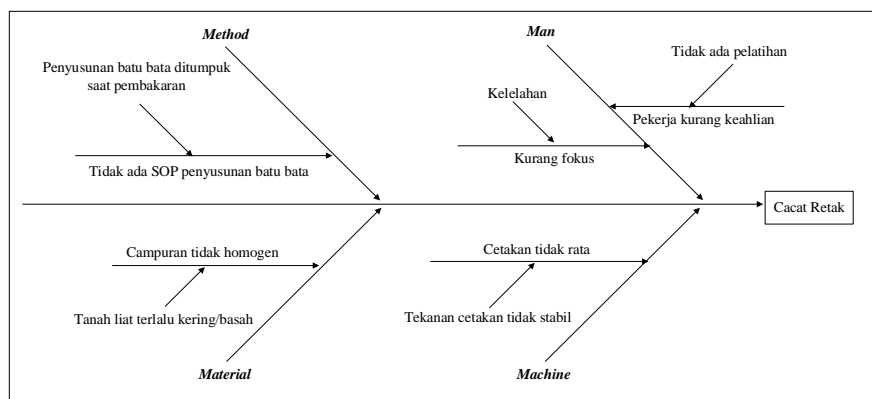 Method
Man
Tidak ada pelatihan
Penyusunan batu bata ditumpuk
saat pembakaran
Kelelahan
Pekerja kurang keahlian
Kurang fokus
Tidak ada SOP penyusunan batu bata
Cacat Retak
Campuran tidak homogen
Cetakan tidak rata
Tanah liat terlalu kering/basah
Tekanan cetakan tidak stabil
Material
Machine